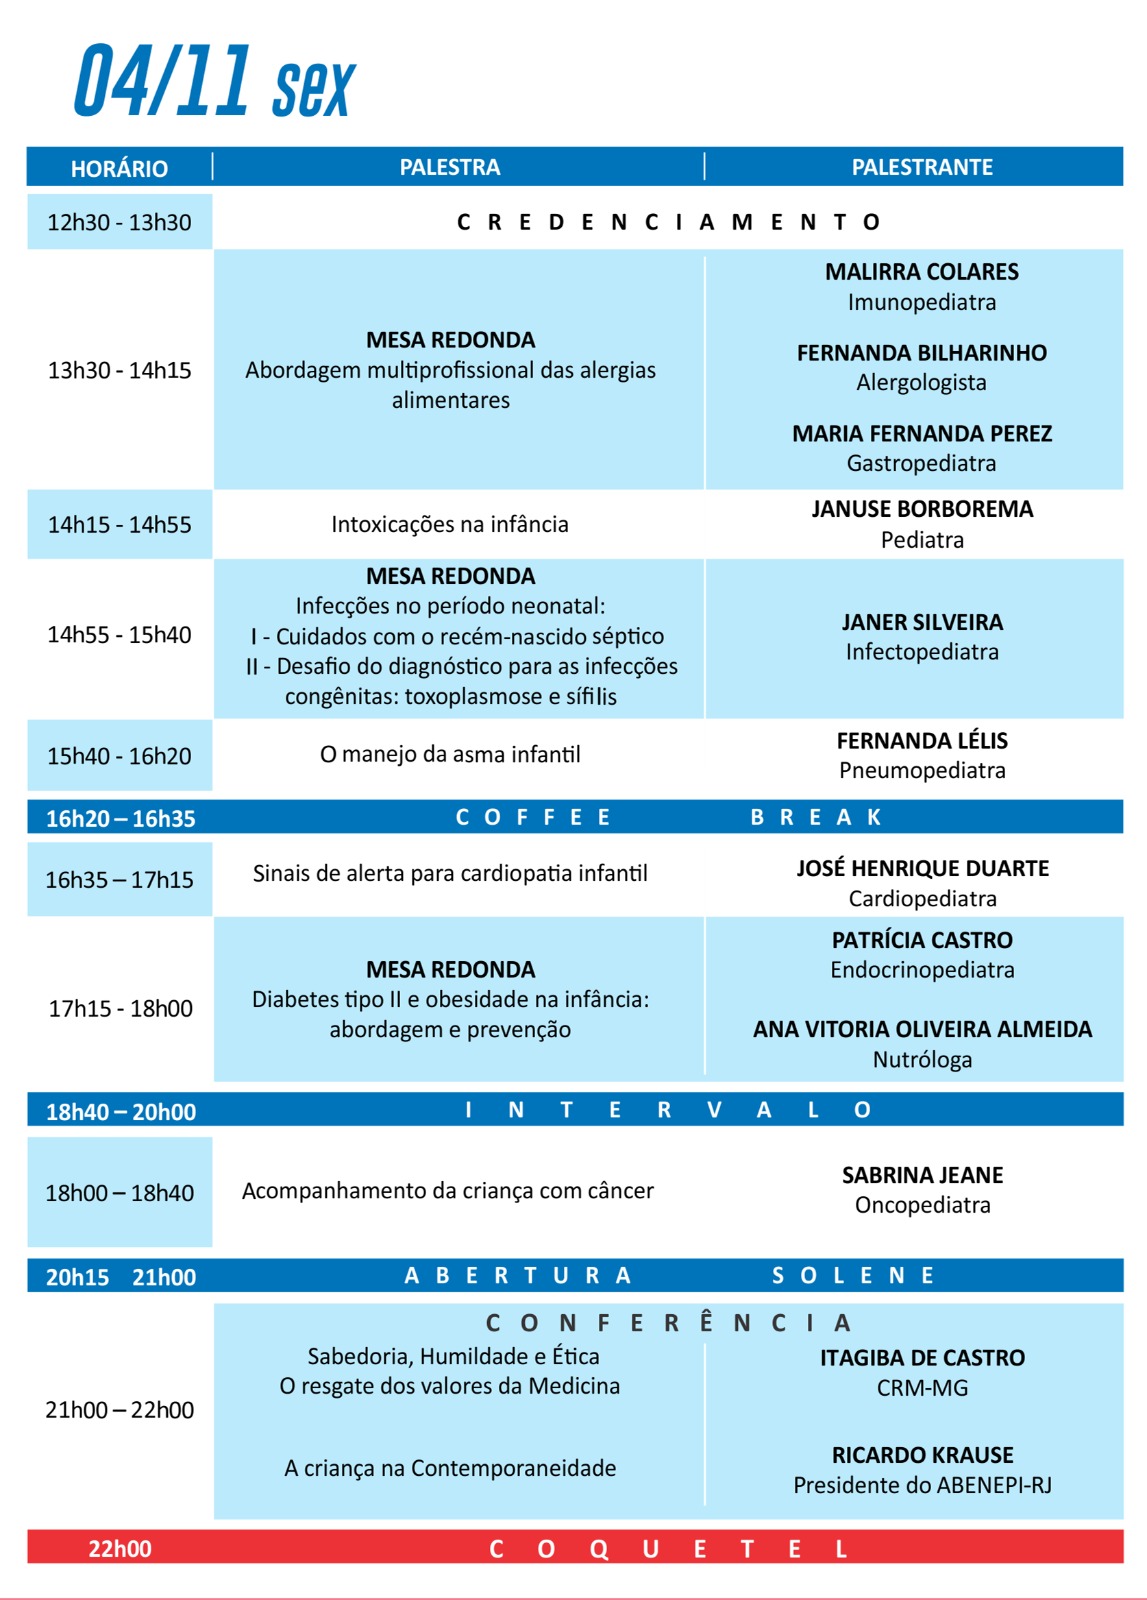 04/11 sex
HORÁRIO
PALESTRA
PALESTRANTE
12h30 - 13h30
CREDENCIAMENTO
13h30 - 14h15
MESA REDONDA
Abordagem multiprofissional das alergias
alimentares
MALIRRA COLARES
Imunopediatra
FERNANDA BILHARINHO
Alergologista
MARIA FERNANDA PEREZ
Gastropediatra
14h15 - 14h55
Intoxicações na infância
JANUSE BORBOREMA
Pediatra
14h55 - 15h40
MESA REDONDA
Infecções no período neonatal:
I - Cuidados com o recém-nascido séptico
II - Desafio do diagnóstico para as infecções
congênitas: toxoplasmose e sífilis
JANER SILVEIRA
Infectopediatra
15h40 - 16h20
O manejo da asma infantil
FERNANDA LÉLIS
Pneumopediatra
16h20 – 16h35
COFFEE BREAK
16h35 – 17h15
Sinais de alerta para cardiopatia infantil
JOSÉ HENRIQUE DUARTE
Cardiopediatra
17h15 - 18h00
MESA REDONDA
Diabetes tipo II e obesidade na infância:
abordagem e prevenção
PATRÍCIA CASTRO
Endocrinopediatra
ANA VITORIA OLIVEIRA ALMEIDA
Nutróloga
18h40 – 20h00
INTERVALO
18h00 – 18h40
Acompanhamento da criança com câncer
SABRINA JEANE
Oncopediatra
20h15 21h00
ABERTURA SOLENE
21h00 – 22h00
CONFERÊNCIA
Sabedoria, Humildade e Ética
O resgate dos valores da Medicina
ITAGIBA DE CASTRO
CRM-MG
A criança na Contemporaneidade
RICARDO KRAUSE
Presidente do ABENEPI-RJ
22h00
COQUETEL